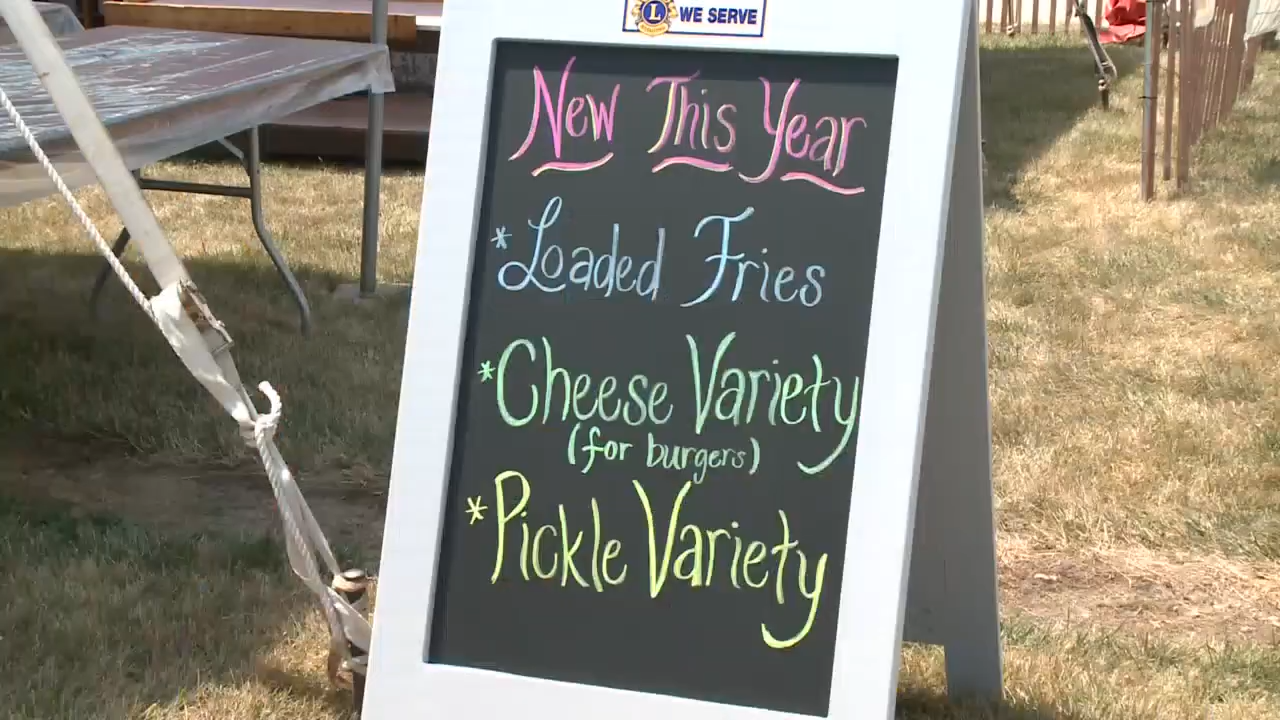 L WE SERVE
New This Year
*Loaded Fries
*Cheese Variety
(for burgers)
*Pickle Variety